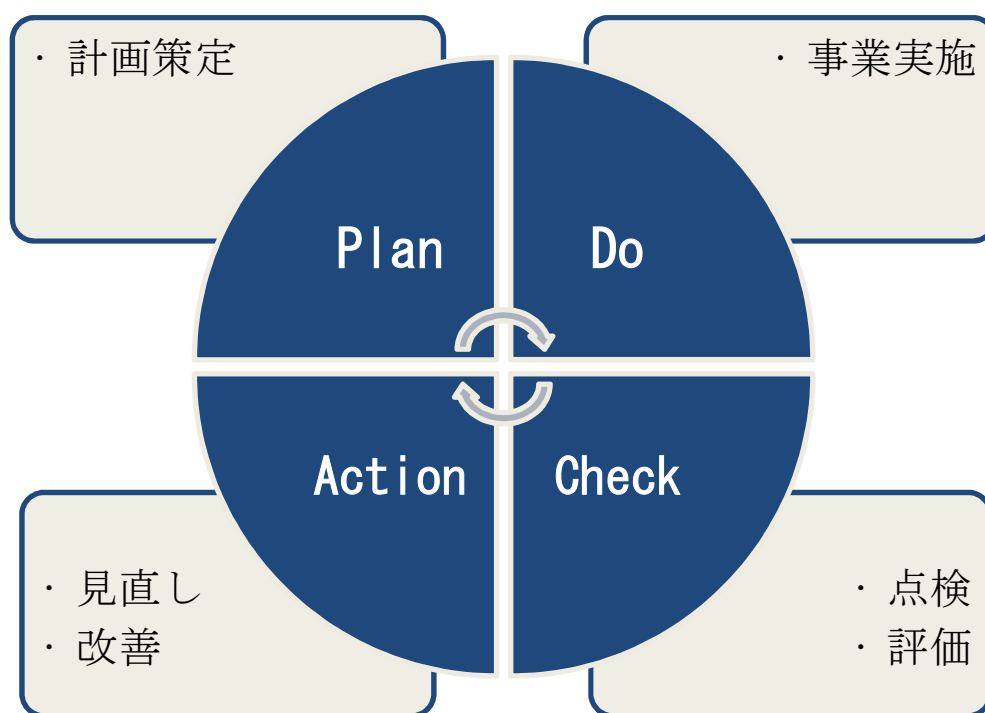 ・計画策定
・事業実施
Plan
Do
Action
Check
・見直し
・改善
・点検
・評価